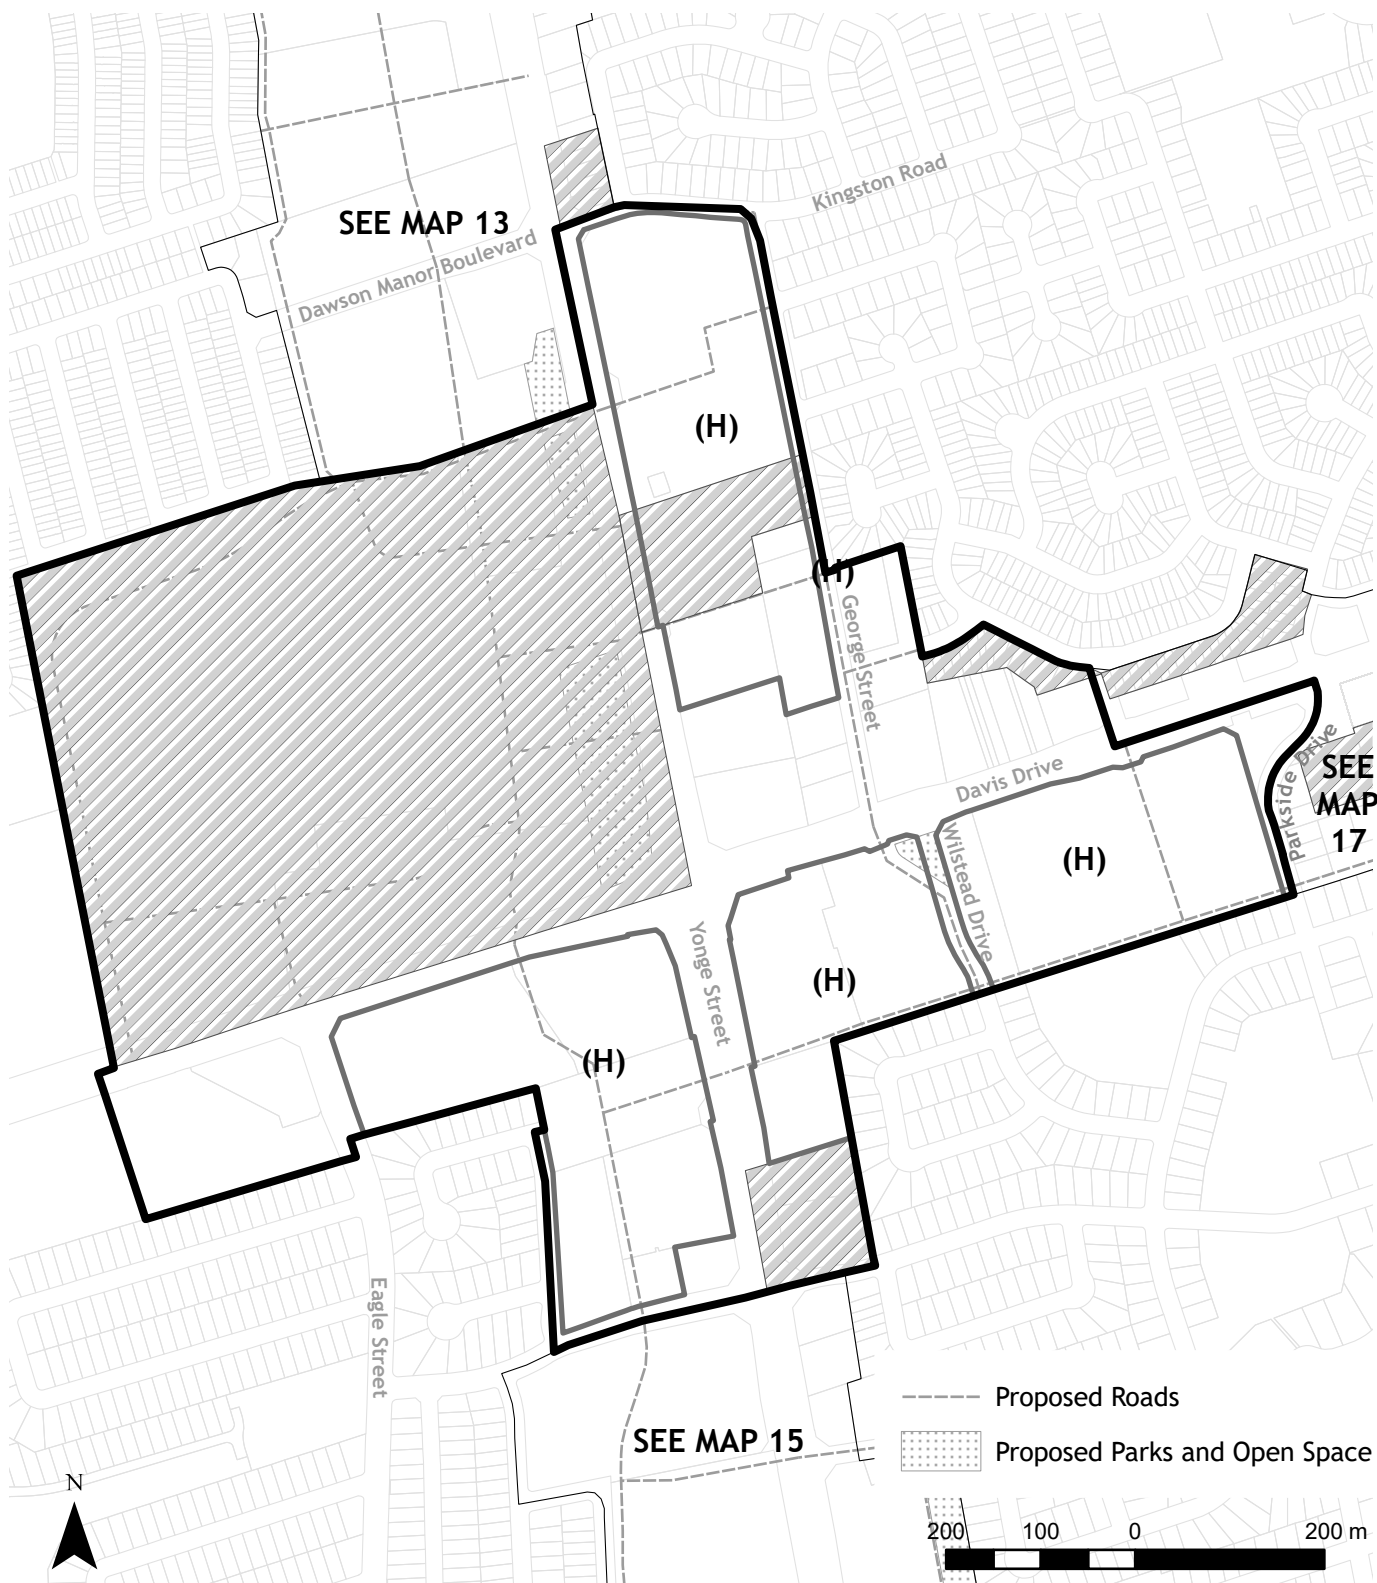 Kingston Road
SEE MAP 13
Dawson Manor Boulevard
(H)
(H)
George Street
Davis Drive
Parkside Drive
SEE
MAP
17
Wilstead Drive
(H)
Yonge Street
(H)
(H)
Eagle Street
Proposed Roads
SEE MAP 15
Proposed Parks and Open Space
N
200 100 0 200 m